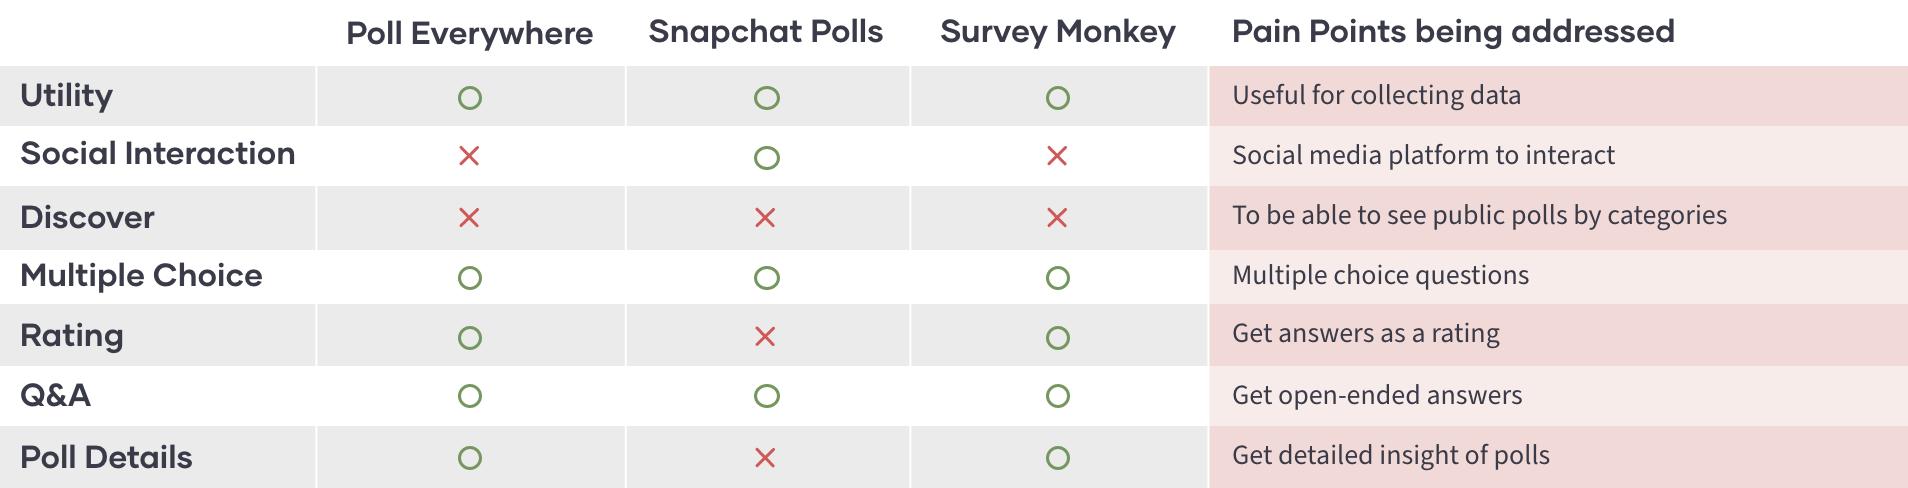 Poll Everywhere Snapchat Polls Survey Monkey Pain Points being addressed
Utility Useful for collecting data
Social Interaction Social media platform to interact
Discover To be able to see public polls by categories
Multiple Choice Multiple choice questions
Rating Get answers as a rating
Q&A Get open-ended answers
Poll Details Get detailed insight of polls